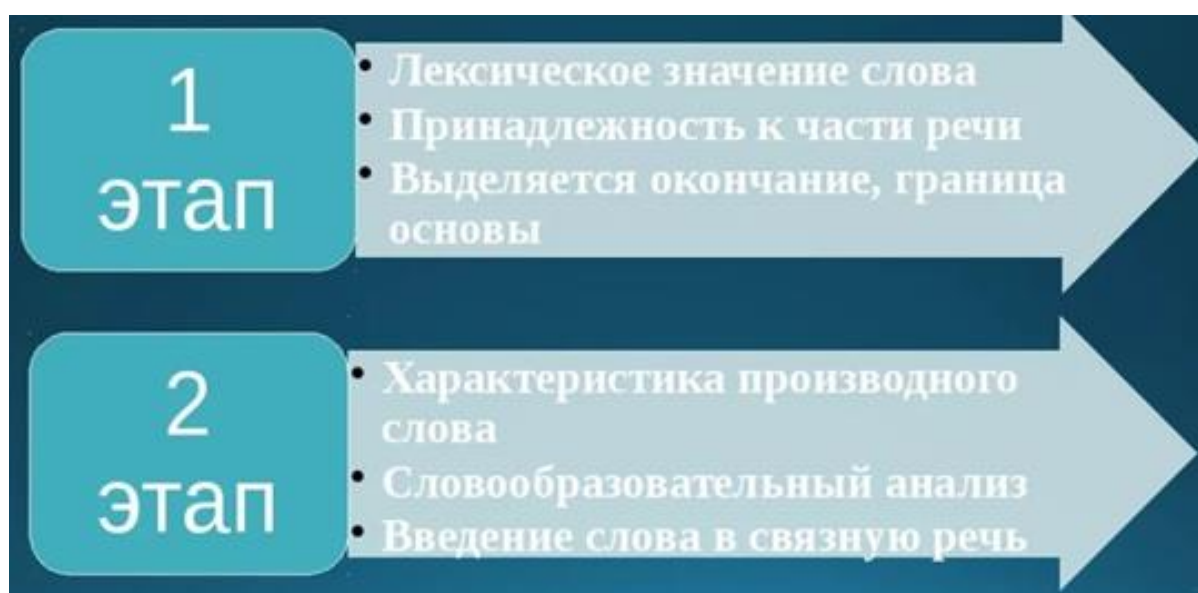 1
этап
• Лексическое значение слова
• Принадлежность к части речи
• Выделяется окончание, граница
основы
2
этап
• Характеристика производного
слова
• Словообразовательный анализ
• Введение слова в связную речь